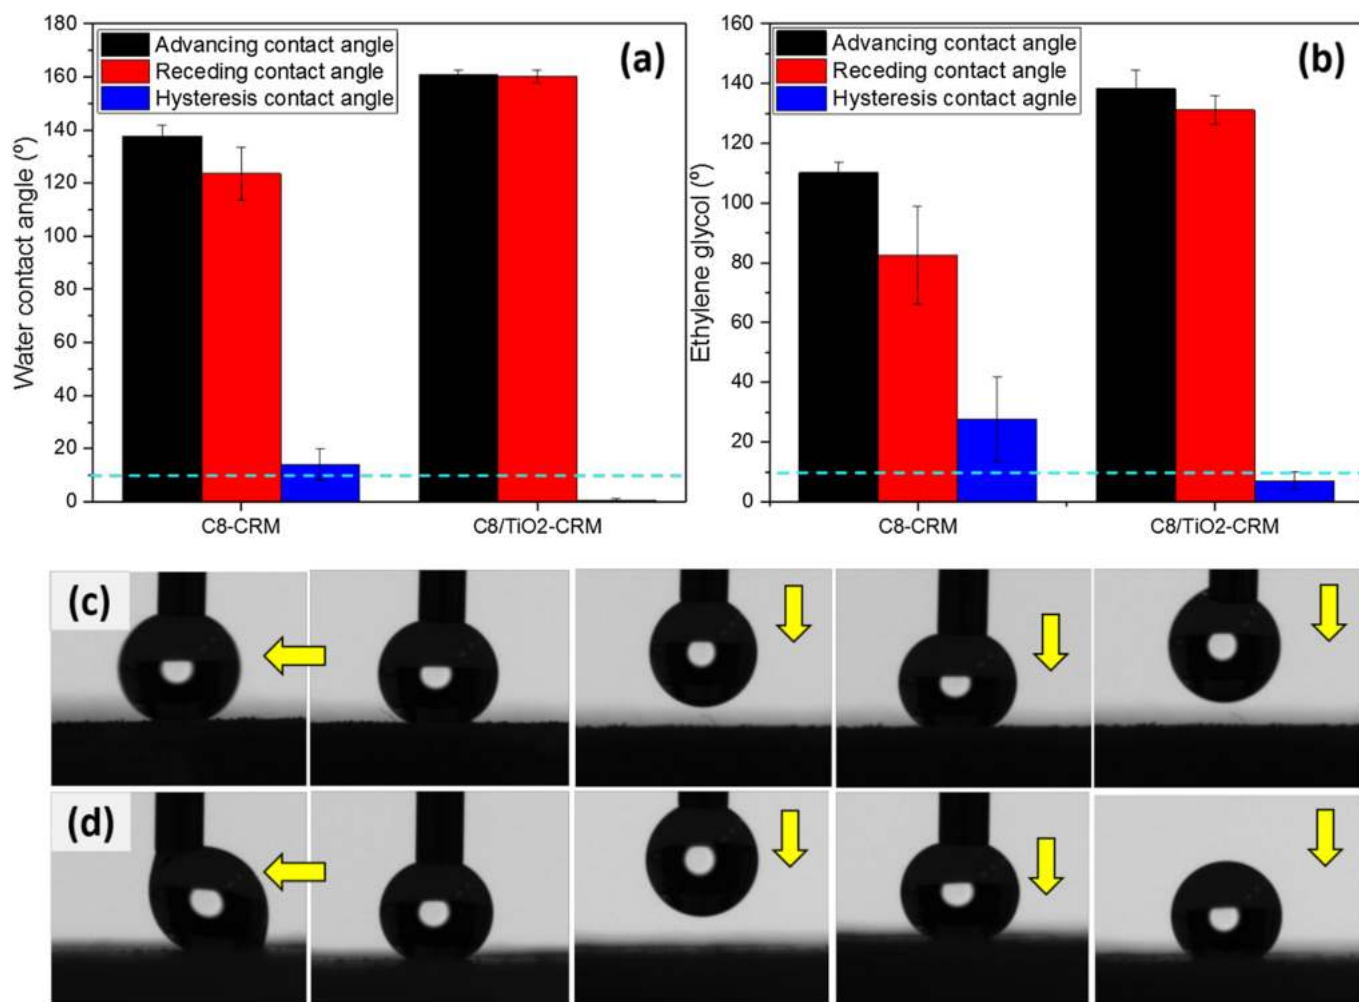 Water contact angle (º)
180
160
140
120
100
80
60
40
20
0
Advancing contact angle
Receding contact angle
Hysteresis contact angle
(a)
C8-CRM
C8/TiO2-CRM
Ethylene glycol (º)
160
140
120
100
80
60
40
20
0
Advancing contact angle
Receding contact angle
Hysteresis contact agnle
(b)
C8-CRM
C8/TiO2-CRM
(c)
(d)